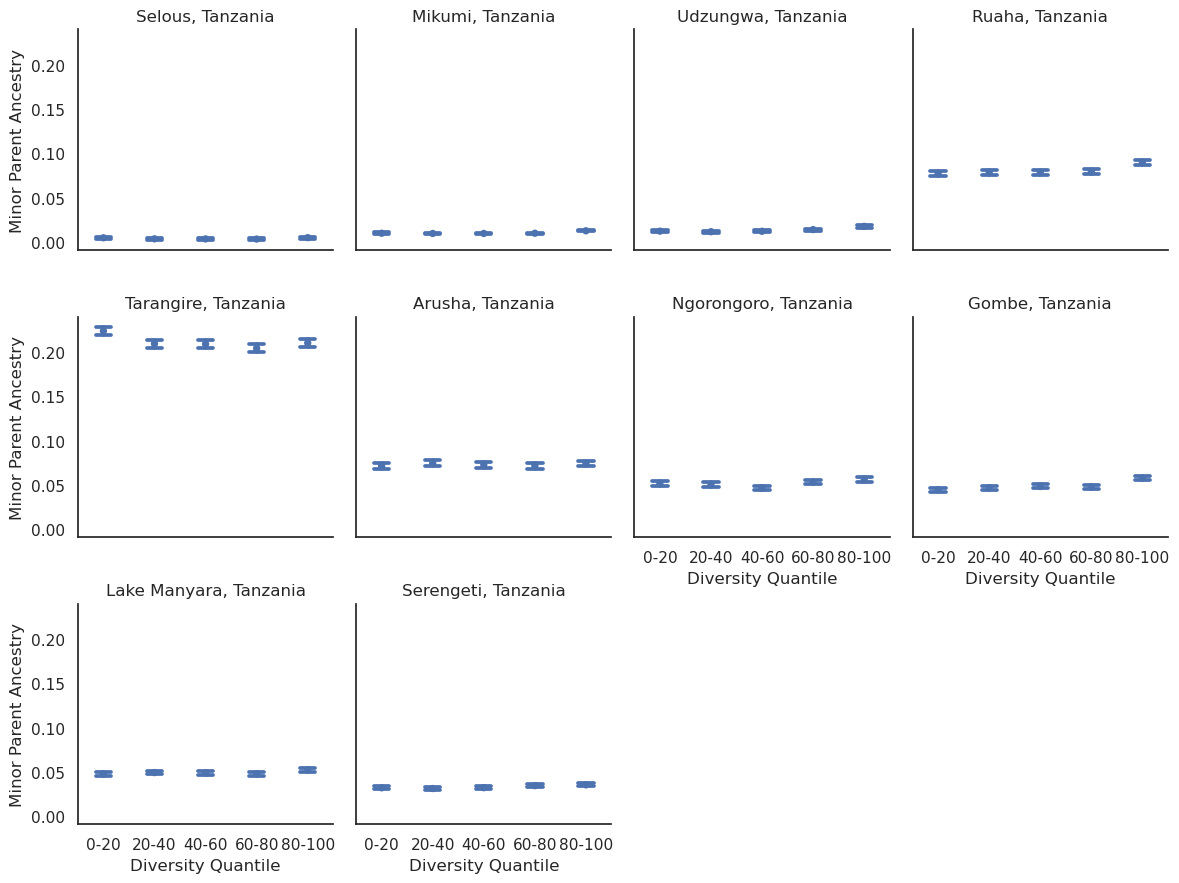 Selous, Tanzania
Mikumi, Tanzania
Udzungwa, Tanzania
Ruaha, Tanzania
Minor Parent Ancestry
0.20
0.15
0.10
0.05
0.00
Tarangire, Tanzania
Arusha, Tanzania
Ngorongoro, Tanzania
Gombe, Tanzania
Minor Parent Ancestry
0.20
0.15
0.10
0.05
0.00
0-20 20-40 40-60 60-80 80-100
Diversity Quantile
0-20 20-40 40-60 60-80 80-100
Diversity Quantile
Lake Manyara, Tanzania
Serengeti, Tanzania
Minor Parent Ancestry
0.20
0.15
0.10
0.05
0.00
0-20 20-40 40-60 60-80 80-100
Diversity Quantile
0-20 20-40 40-60 60-80 80-100
Diversity Quantile